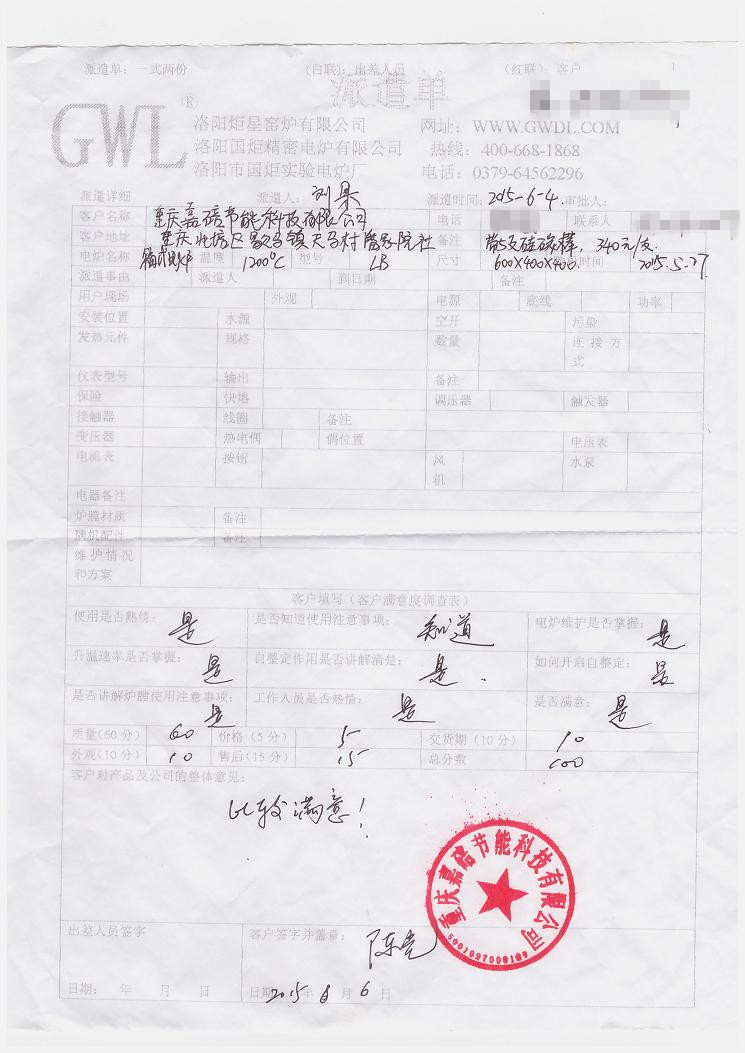 派遣单：一式两份 (白联)：出差人员 (红联)：客户 1
派遣单
GWL®
洛阳炬星窑炉有限公司 网址：WWW.GWDL.COM
洛阳国炬精密电炉有限公司 热线：400-668-1868
洛阳市国炬实验电炉厂 电话：0379-64562296
派遣详细 派遣人： 派遣时间：2015-6-4. 审批人：
客户名称 重庆嘉碚节能科技有限公司 电话 联系人
客户地址 备注 带5支硅碳棒，340元/支.
电炉名称 温度 1200℃ 型号 LB 尺寸 600X400X400. 时间 2015.5-27
派遣事由 派遣人 到日期 备注
用户现场 外观 电源 底线 功率
安装位置 水源 空开 污染
发热元件 规格 数量 连接方式
仪表型号 输出 备注
保险 快熔 调压器 触发器
接触器 线圈 备注
变压器 热电偶 偶位置 电压表
电流表 按钮 风机 水泵
电器备注
炉膛材质 备注
随机配件 备注
维护情况和方案
客户填写（客户满意度调查表）
使用是否熟练：是 是否知道使用注意事项：知道 电炉维护是否掌握：是
升温速率是否掌握：是 自整定作用是否讲解清楚：是. 如何开启自整定：是
是否讲解炉膛使用注意事项：是 工作人员是否热情：是 是否满意：是
质量(60分) 60 价格(5分) 5 交货期(10分) 10
外观(10分) 10 售后(15分) 15 总分数 100
客户对产品及公司的整体意见：
比较满意！
重庆嘉碚节能科技有限公司
5001097008189
出差人员签字 客户签字并盖章：陈亮
日期： 年 月 日 日期：2015年6月6日